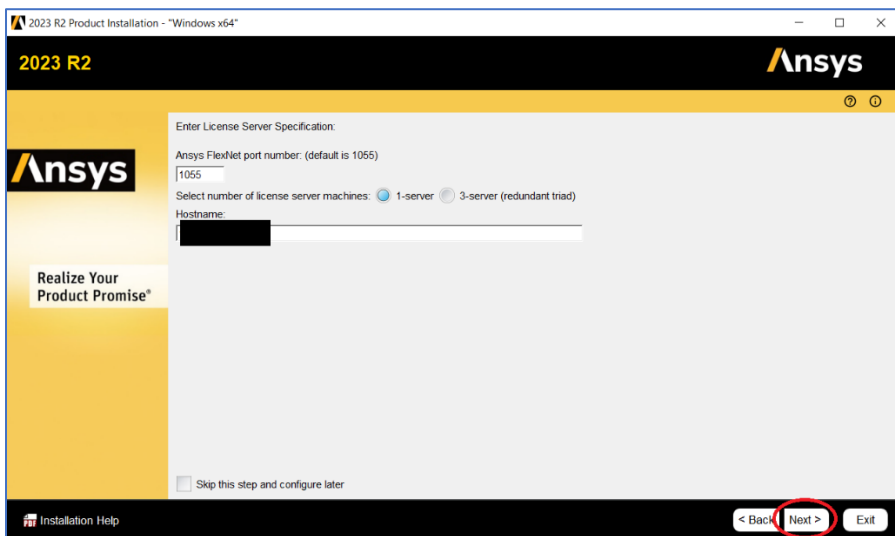 2023 R2 Product Installation - "Windows x64"
2023 R2
Ansys
Enter License Server Specification:
Ansys FlexNet port number: (default is 1055)
1055
Select number of license server machines: 1-server 3-server (redundant triad)
Hostname:
Ansys
Realize Your
Product Promise®
Skip this step and configure later
PDF Installation Help
< Back Next > Exit